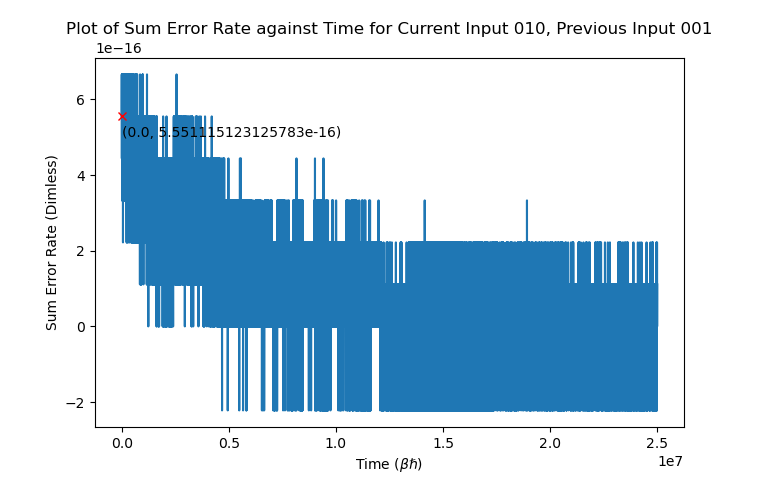 Plot of Sum Error Rate against Time for Current Input 010, Previous Input 001
1e−16
6
(0.0, 5.551115123125783e-16)
4
2
0
−2
Sum Error Rate (Dimless)
0.0 0.5 1.0 1.5 2.0 2.5
1e7
Time (βℏ)